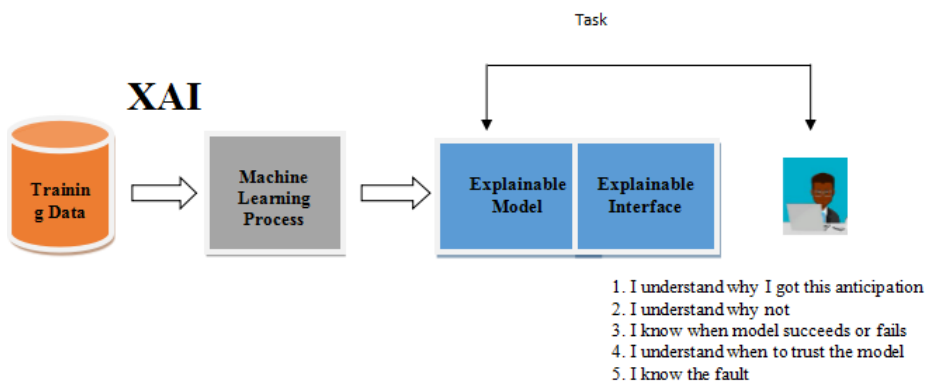 Task
XAI
Trainin
g Data
Machine
Learning
Process
Explainable
Model
Explainable
Interface
1. I understand why I got this anticipation
2. I understand why not
3. I know when model succeeds or fails
4. I understand when to trust the model
5. I know the fault